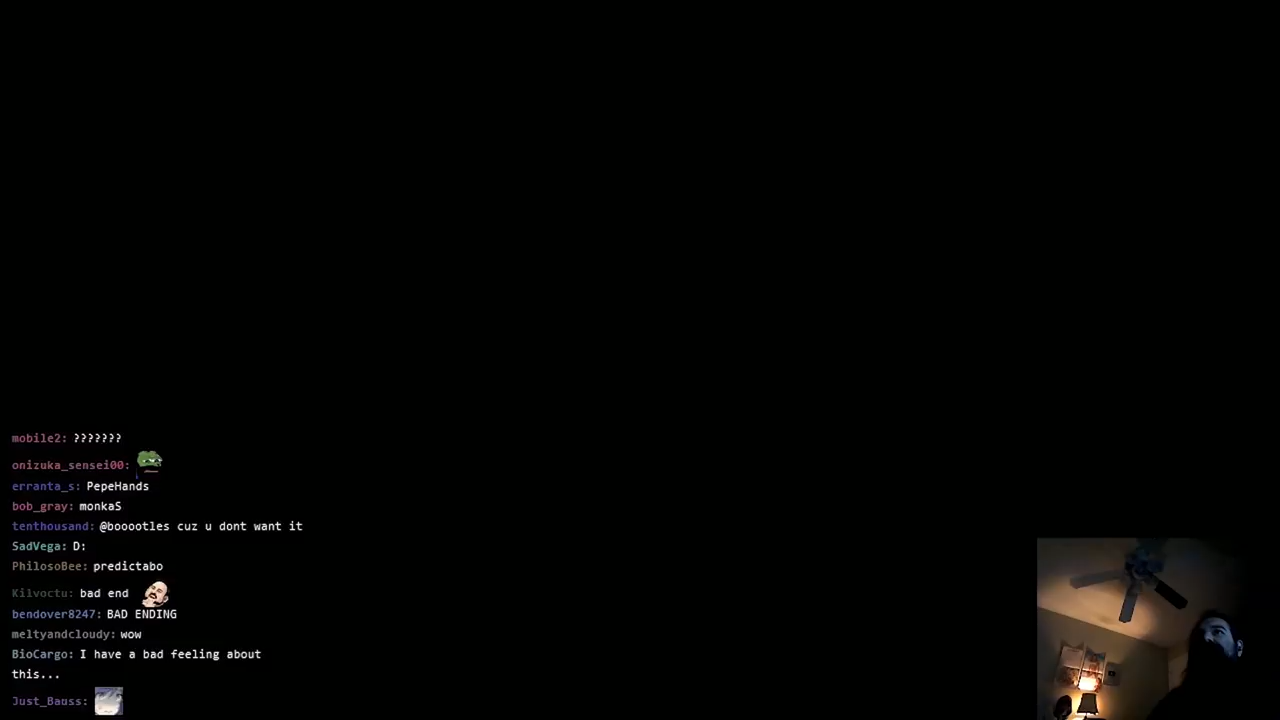 mobile2: ???????
onizuka_sensei00:
erranta_s: PepeHands
bob_gray: monkaS
tenthousand: @booootles cuz u dont want it
SadVega: D:
PhilosoBee: predictabo
Kilvoctu: bad end
bendover8247: BAD ENDING
meltyandcloudy: wow
BioCargo: I have a bad feeling about
this...
Just_Bauss: